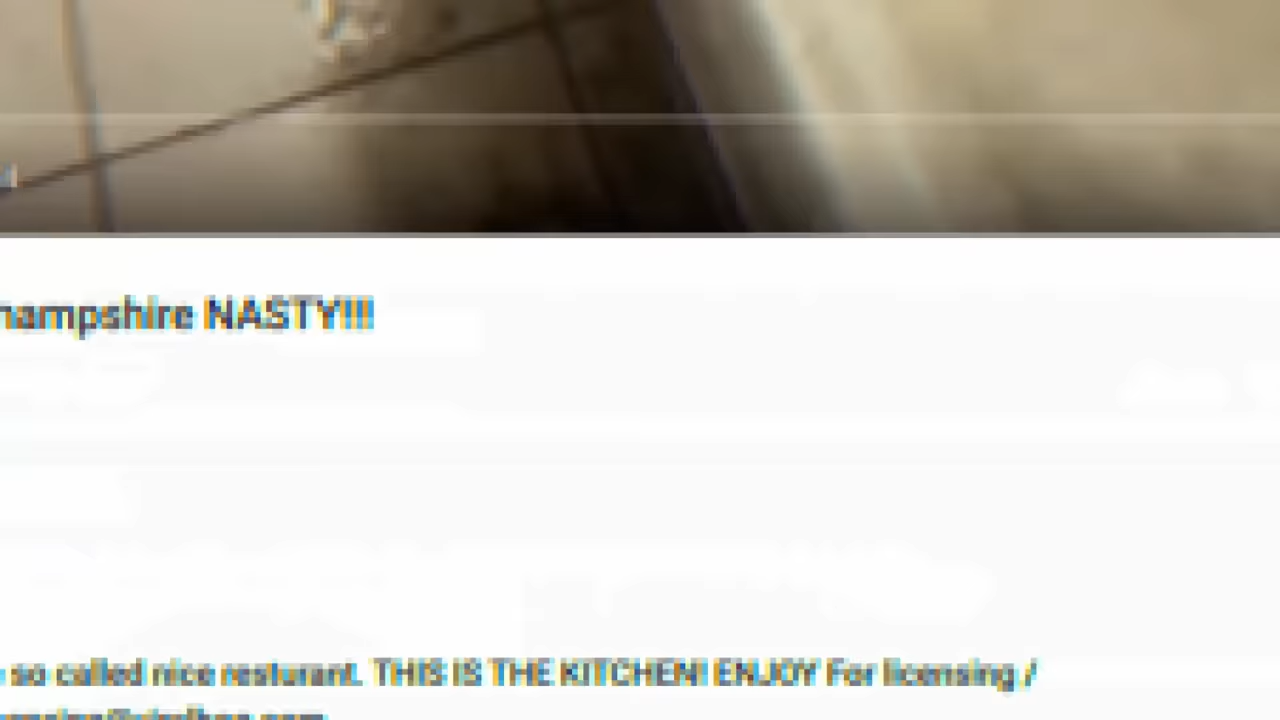 hampshire NASTY!!!
so called nice resturant. THIS IS THE KITCHEN! ENJOY For licensing /